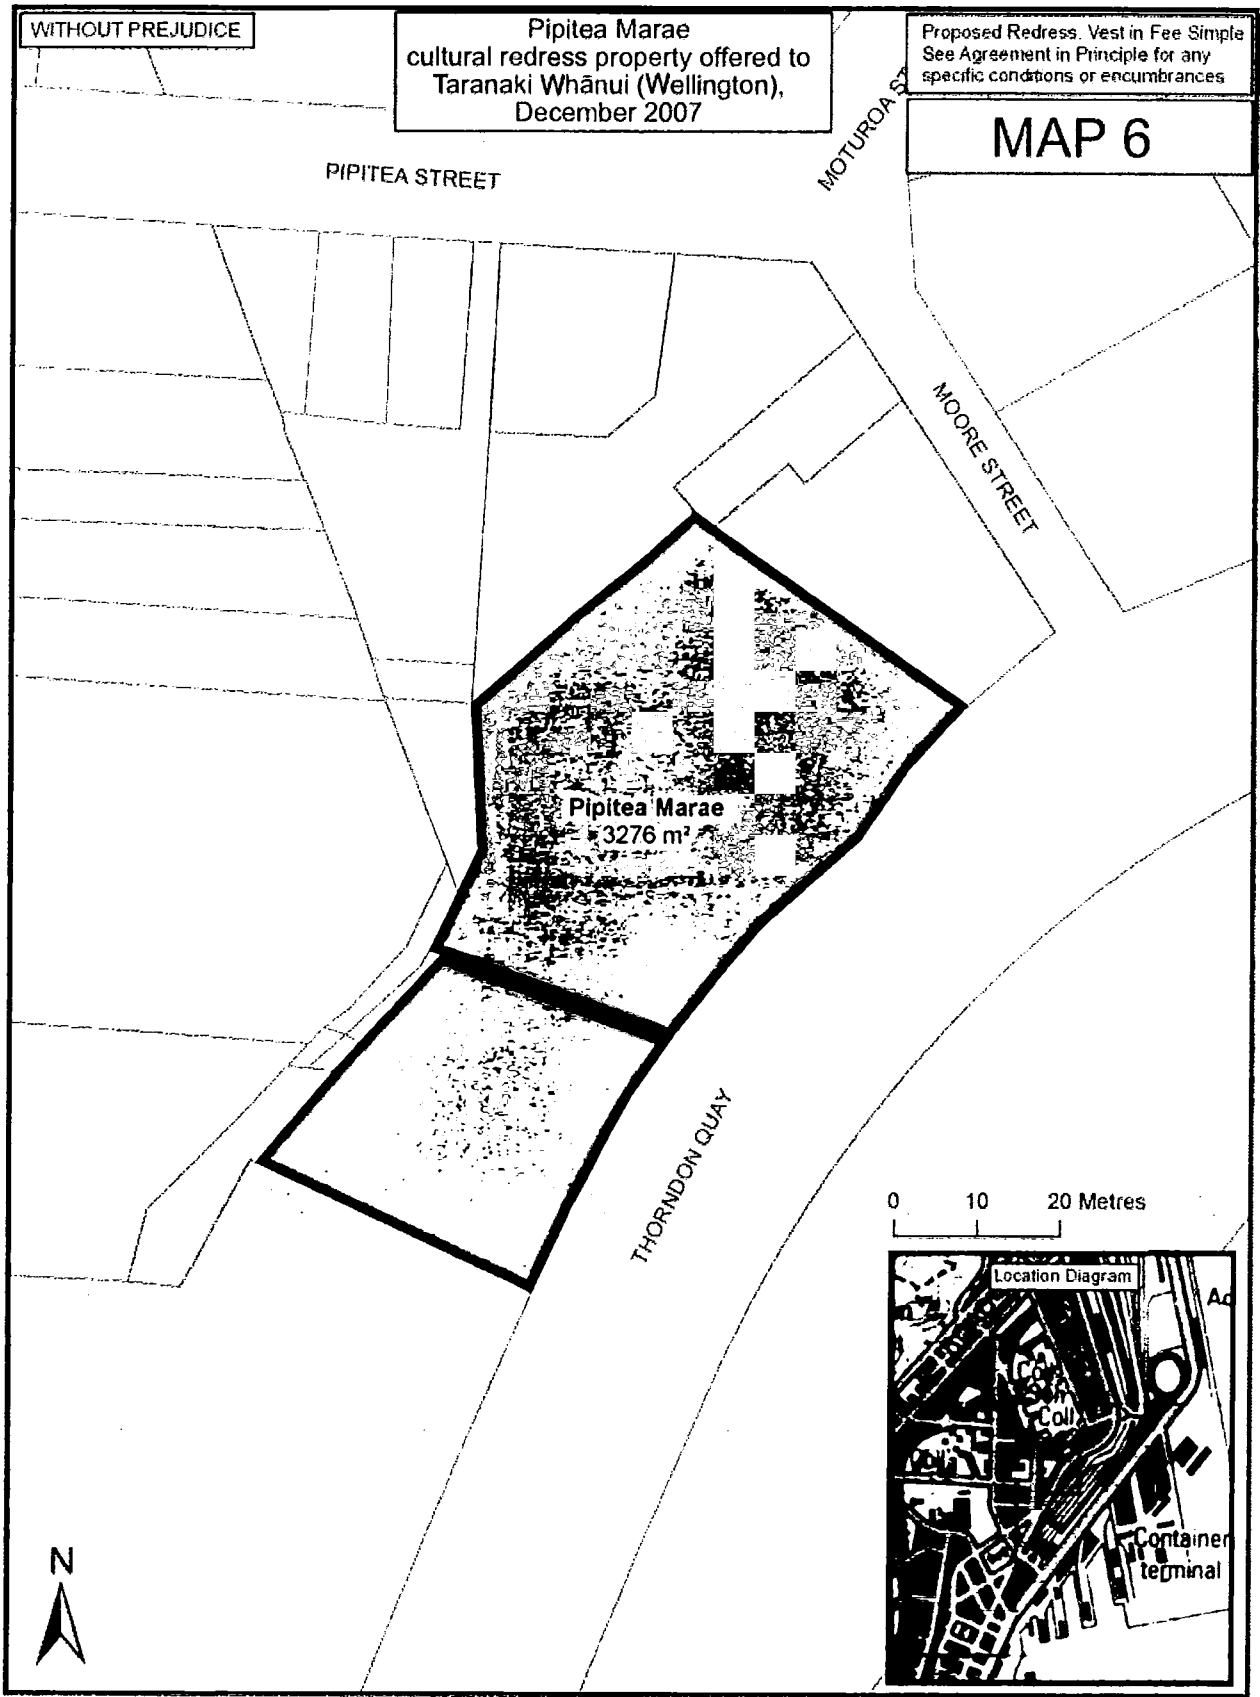 WITHOUT PREJUDICE
Pipitea Marae
cultural redress property offered to
Taranaki Whānui (Wellington),
December 2007
Proposed Redress. Vest in Fee Simple
See Agreement in Principle for any
specific conditions or encumbrances
MAP 6
PIPITEA STREET
MOTUROA ST
MOORE STREET
Pipitea Marae
3276 m²
THORNDON QUAY
0 10 20 Metres
Location Diagram
Coll
Container
terminal
N